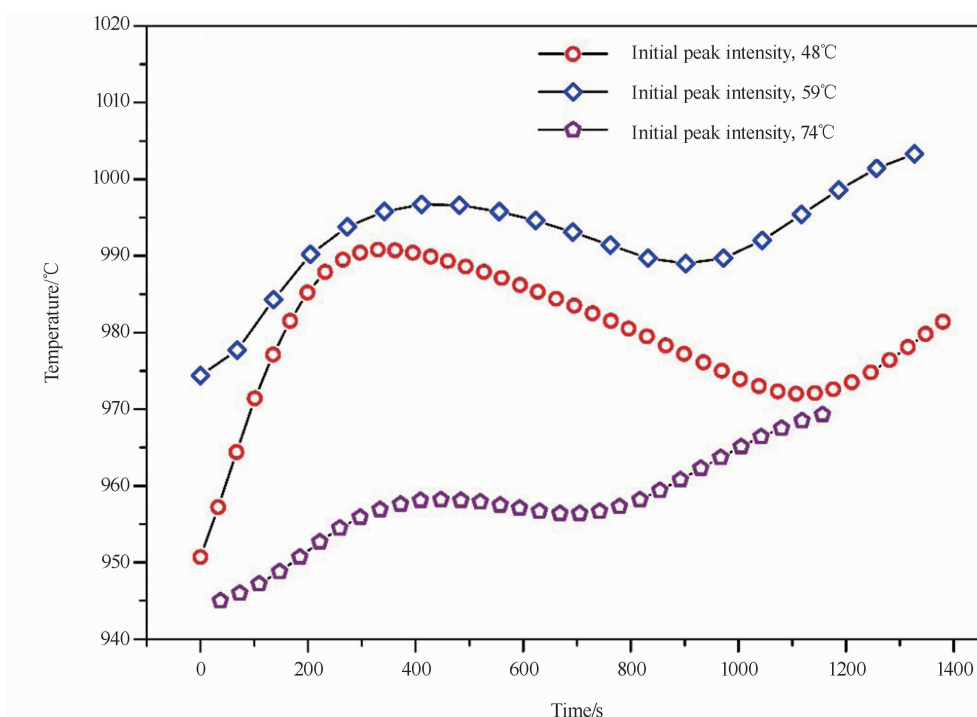 1020
1010
1000
990
980
970
960
950
940
Temperature/℃
Initial peak intensity, 48℃
Initial peak intensity, 59℃
Initial peak intensity, 74℃
0 200 400 600 800 1000 1200 1400
Time/s